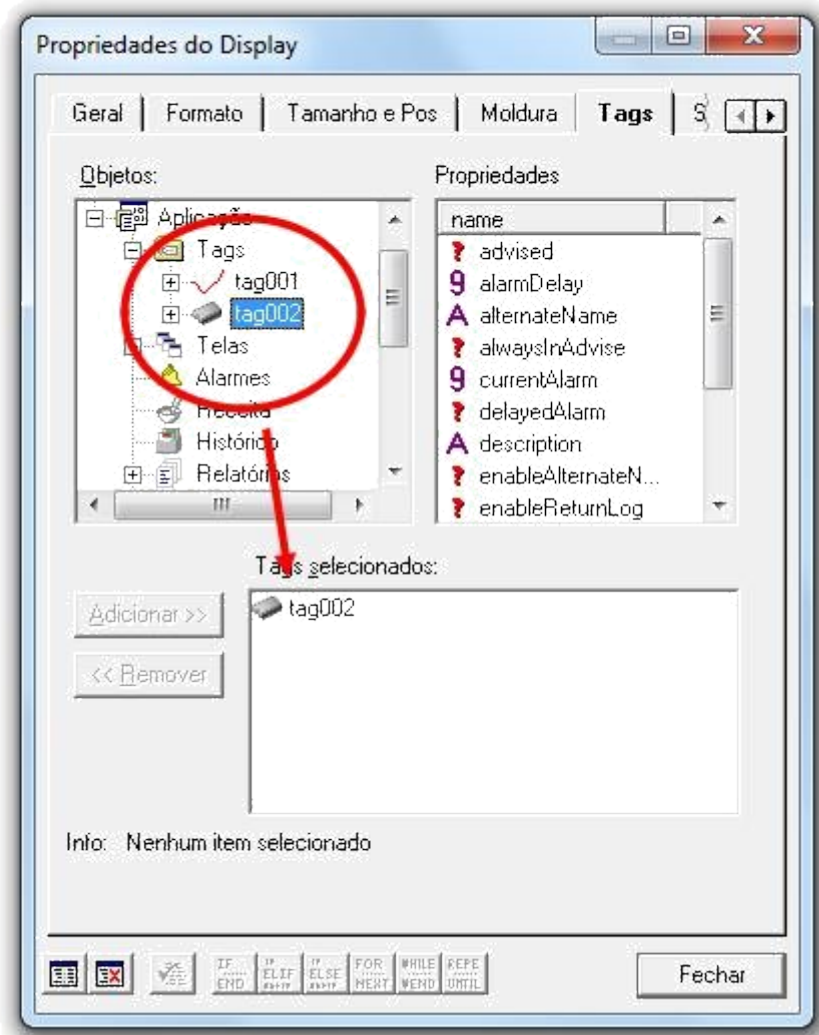 Propriedades do Display
Geral
Formato
Tamanho e Pos
Moldura
Tags
S
Objetos:
Aplicação
Tags
tag001
tag002
Telas
Alarmes
Receita
Histórico
Relatórios
Propriedades
name
advised
alarmDelay
alternateName
alwaysInAdvise
currentAlarm
delayedAlarm
description
enableAlternateN...
enableReturnLog
Tags selecionados:
Adicionar >>
<< Remover
tag002
Info: Nenhum item selecionado
IF
END
IF
ELIF
IF
ELSE
FOR
NEXT
WHILE
WEND
REPE
UNTIL
Fechar